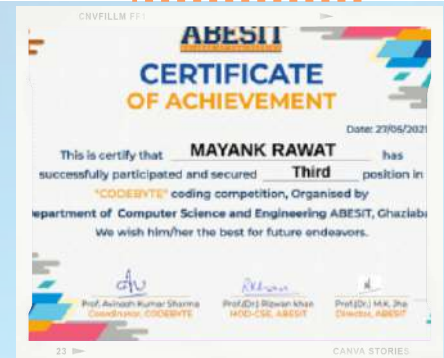 CNVFILLM FF1
ABESIT
CERTIFICATE
OF ACHIEVEMENT
Date: 27/05/2021
This is certify that MAYANK RAWAT has
successfully participated and secured Third position in
"CODEBYTE" coding competition, Organised by
epartment of Computer Science and Engineering ABESIT, Ghaziaba
We wish him/her the best for future endeavors.
Prof. Avinash Kumar Sharma Prof.(Dr.) Rizwan khan Prof.(Dr.) M.K. Jha
Coordinator, CODEBYTE HOD-CSE, ABESIT Director, ABESIT
23 CANVA STORIES